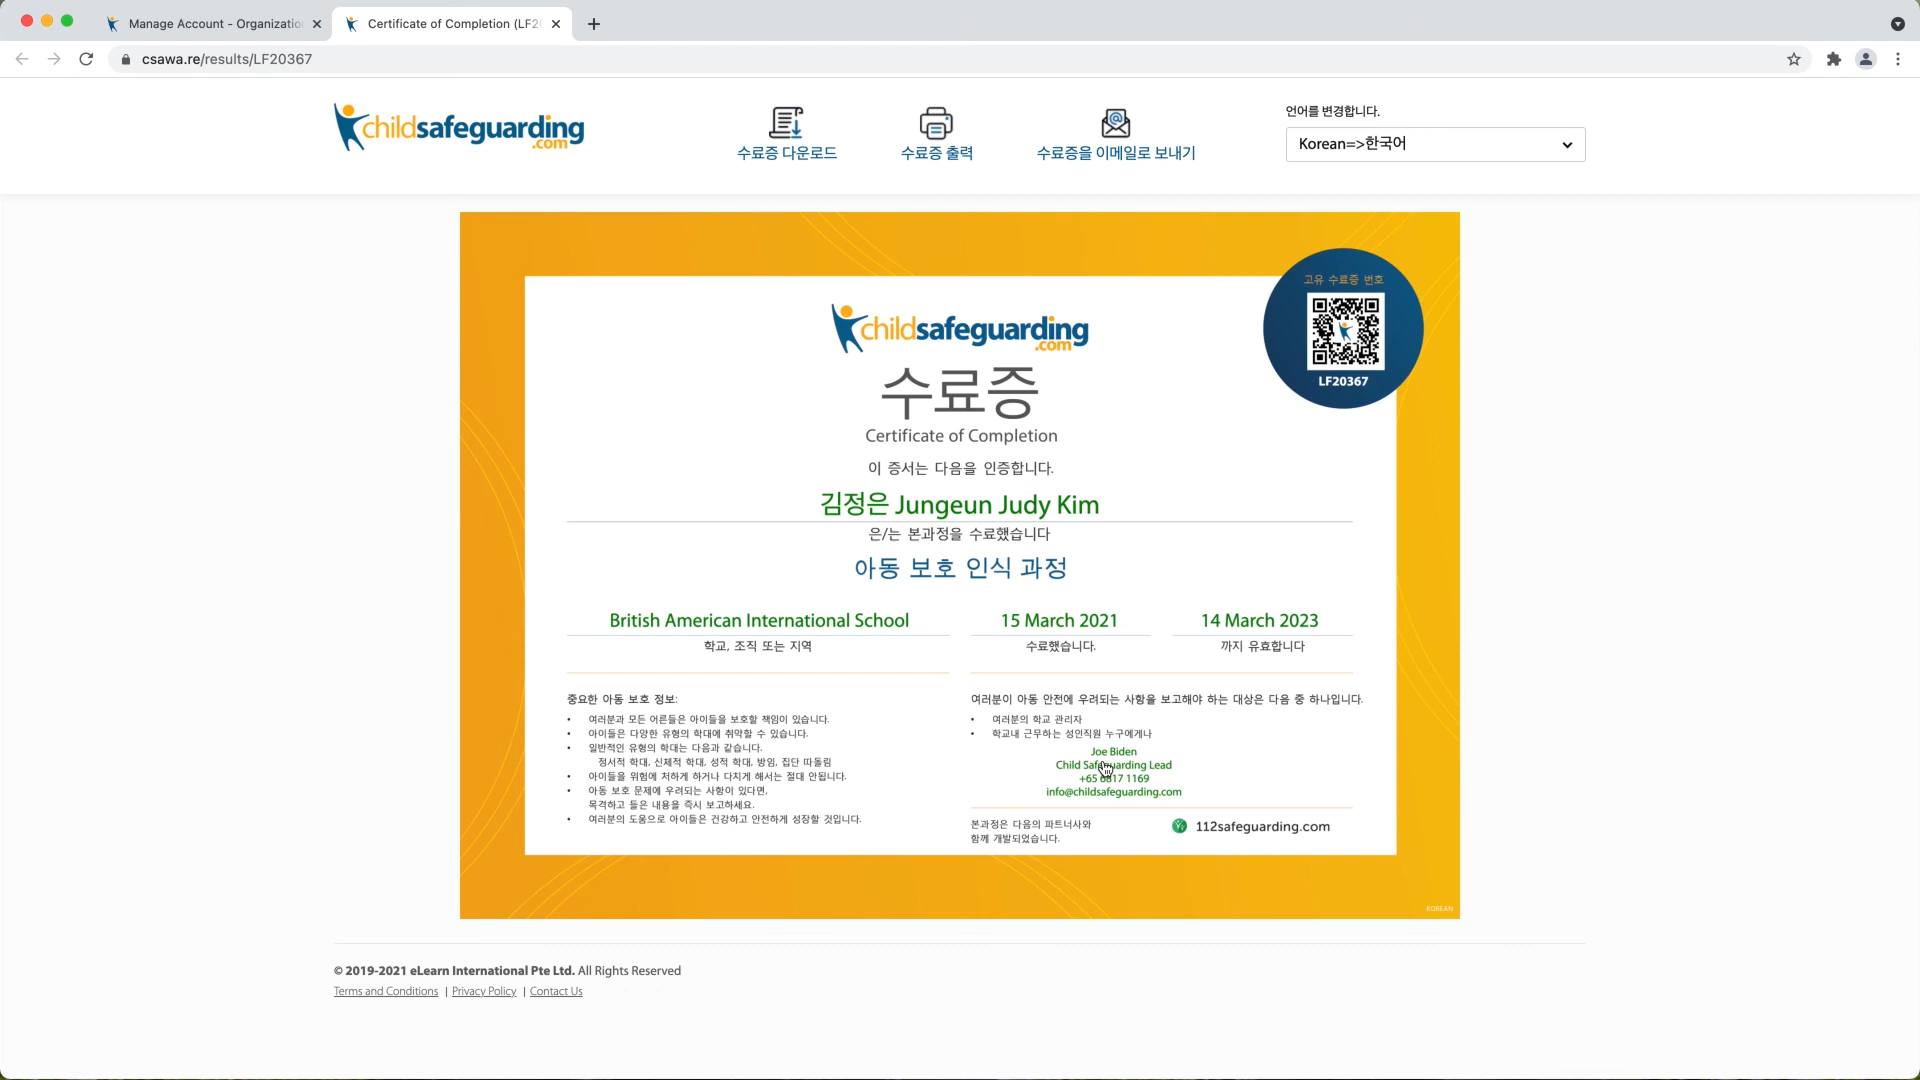 Manage Account - Organizatio
Certificate of Completion (LF20
csawa.re/results/LF20367
childsafeguarding
.com
수료증 다운로드
수료증 출력
수료증을 이메일로 보내기
언어를 변경합니다.
Korean=>한국어
고유 수료증 번호
LF20367
childsafeguarding
.com
수료증
Certificate of Completion
이 증서는 다음을 인증합니다.
김정은 Jungeun Judy Kim
은/는 본과정을 수료했습니다
아동 보호 인식 과정
British American International School
학교, 조직 또는 지역
15 March 2021
수료했습니다.
14 March 2023
까지 유효합니다
중요한 아동 보호 정보:
• 여러분과 모든 어른들은 아이들을 보호할 책임이 있습니다.
• 아이들은 다양한 유형의 학대에 취약할 수 있습니다.
• 일반적인 유형의 학대는 다음과 같습니다.
정서적 학대, 신체적 학대, 성적 학대, 방임, 집단 따돌림
• 아이들을 위험에 처하게 하거나 다치게 해서는 절대 안됩니다.
• 아동 보호 문제에 우려되는 사항이 있다면,
목격하고 들은 내용을 즉시 보고하세요.
• 여러분의 도움으로 아이들은 건강하고 안전하게 성장할 것입니다.
여러분이 아동 안전에 우려되는 사항을 보고해야 하는 대상은 다음 중 하나입니다.
• 여러분의 학교 관리자
• 학교내 근무하는 성인직원 누구에게나
Joe Biden
Child Safeguarding Lead
+65 6817 1169
info@childsafeguarding.com
본과정은 다음의 파트너사와
함께 개발되었습니다.
112safeguarding.com
KOREAN
© 2019-2021 eLearn International Pte Ltd. All Rights Reserved
Terms and Conditions | Privacy Policy | Contact Us